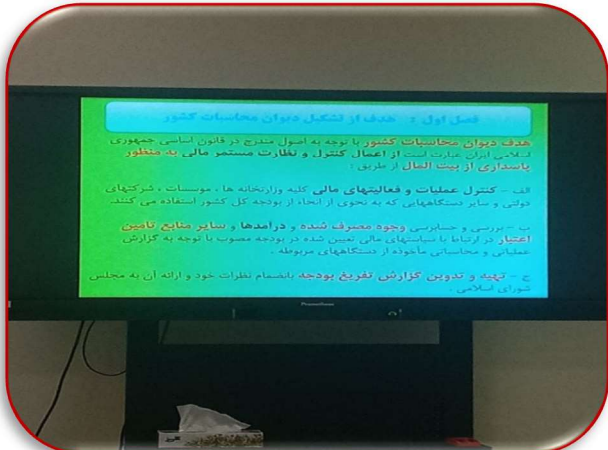 فصل اول : هدف از تشکیل دیوان محاسبات کشور
هدف دیوان محاسبات کشور با توجه به اصول مندرج در قانون اساسی جمهوری
اسلامی ایران عبارت است از اعمال کنترل و نظارت مستمر مالی به منظور
پاسداری از بیت المال از طریق :
الف - کنترل عملیات و فعالیتهای مالی کلیه وزارتخانه ها ، موسسات ، شرکتهای
دولتی و سایر دستگاههایی که به نحوی از انحاء از بودجه کل کشور استفاده می کنند.
ب - بررسی و حسابرسی وجوه مصرف شده و درآمدها و سایر منابع تامین
اعتبار در ارتباط با سیاستهای مالی تعیین شده در بودجه مصوب با توجه به گزارش
عملیاتی و محاسباتی مأخوذه از دستگاههای مربوطه .
ج - تهیه و تدوین گزارش تفریغ بودجه بانضمام نظرات خود و ارائه آن به مجلس
شورای اسلامی .
Promethean